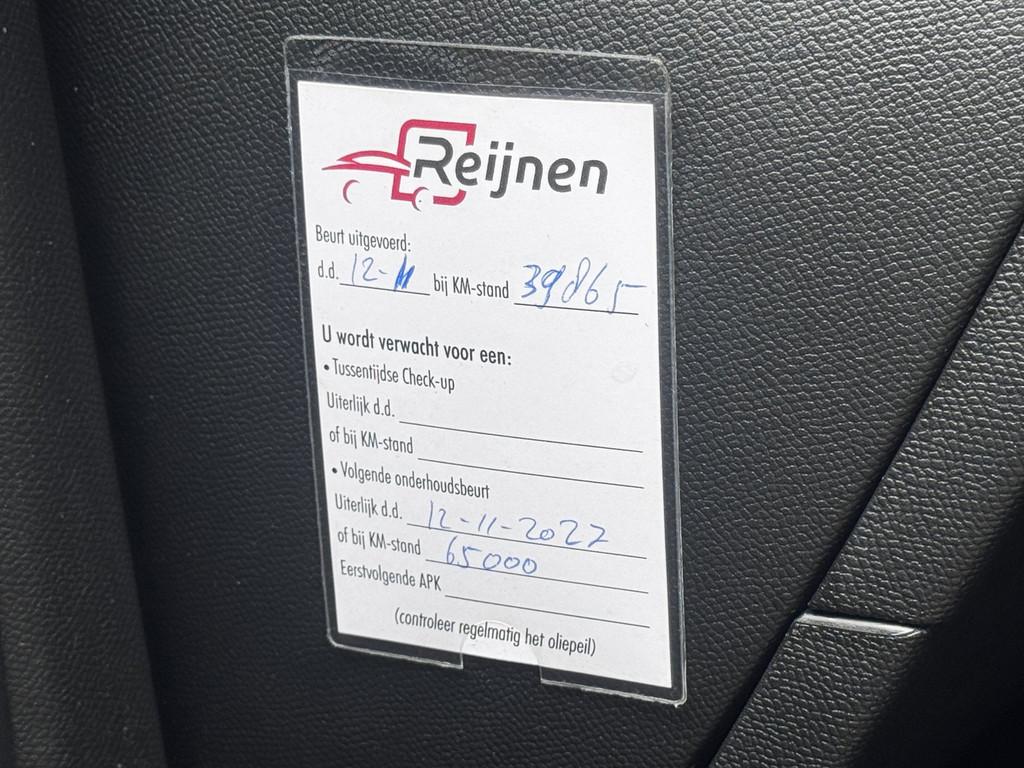 Reijnen
Beurt uitgevoerd:
d.d. 12-11 bij KM-stand 39865
U wordt verwacht voor een:
• Tussentijdse Check-up
Uiterlijk d.d.
of bij KM-stand
• Volgende onderhoudsbeurt
Uiterlijk d.d. 12-11-2027
of bij KM-stand 65000
Eerstvolgende APK
(controleer regelmatig het oliepeil)